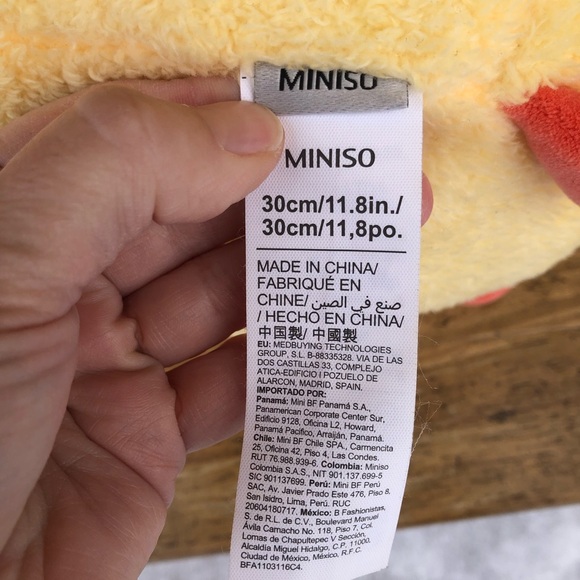 MINISO
MINISO
30cm/11.8in./
30cm/11,8po.
MADE IN CHINA/
FABRIQUÉ EN
CHINE/ صنع في الصين
/ HECHO EN CHINA/
中国製/ 中國製
EU: MEDBUYING TECHNOLOGIES
GROUP, S.L. B-88335328. VIA DE LAS
DOS CASTILLAS 33, COMPLEJO
ATICA-EDIFICIO I POZUELO DE
ALARCON, MADRID, SPAIN.
IMPORTADO POR:
Panamá: Mini BF Panamá S.A.,
Panamerican Corporate Center Sur,
Edificio 9128, Oficina L2, Howard,
Panamá Pacifico, Arraiján, Panamá.
Chile: Mini BF Chile SPA., Carmencita
25, Oficina 42, Piso 4, Las Condes.
RUT 76.988.939-6. Colombia: Miniso
Colombia S.A.S., NIT 901.137.699-5
SIC 901137699. Perú: Mini BF Perú
SAC, Av. Javier Prado Este 476, Piso 8,
San Isidro, Lima, Perú. RUC
20604180717. México: B Fashionistas,
S. de R.L. de C.V., Boulevard Manuel
Ávila Camacho No. 118, Piso 7, Col.
Lomas de Chapultepec V Sección,
Alcaldía Miguel Hidalgo, C.P. 11000,
Ciudad de México, México, R.F.C.
BFA1103116C4.